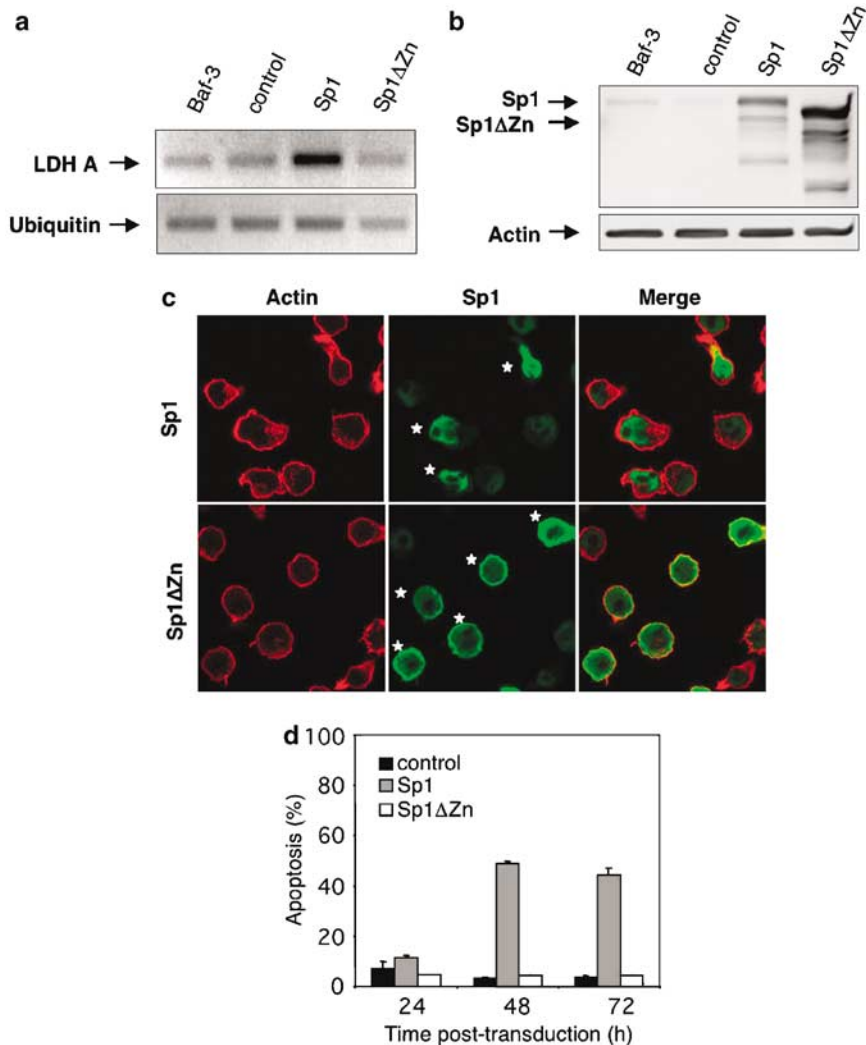 a
Baf-3 control Sp1 Sp1ΔZn
LDH A
Ubiquitin
b
Baf-3 control Sp1 Sp1ΔZn
Sp1
Sp1ΔZn
Actin
c
Actin Sp1 Merge
Sp1
Sp1ΔZn
d
100
80
60
40
20
0
Apoptosis (%)
control
Sp1
Sp1ΔZn
24 48 72
Time post-transduction (h)